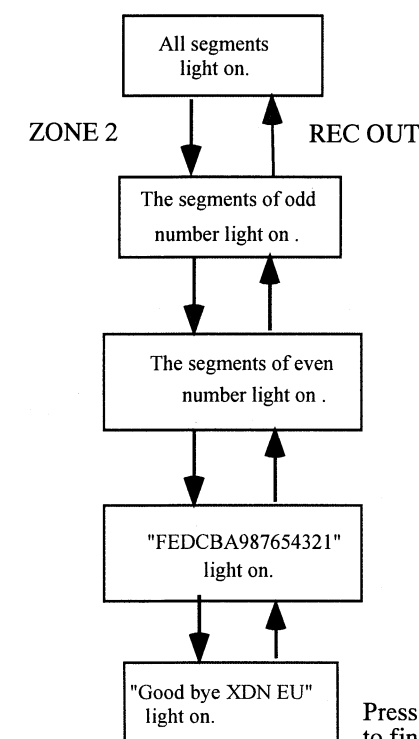 All segments
light on.
ZONE 2
REC OUT
The segments of odd
number light on .
The segments of even
number light on .
"FEDCBA987654321"
light on.
"Good bye XDN EU"
light on.
Press
to fin